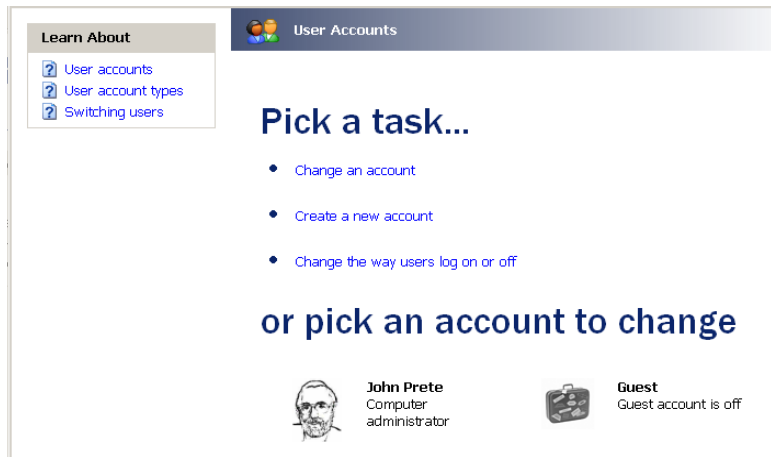 Learn About
User accounts
User account types
Switching users
User Accounts
Pick a task...
Change an account
Create a new account
Change the way users log on or off
or pick an account to change
John Prete
Computer
administrator
Guest
Guest account is off